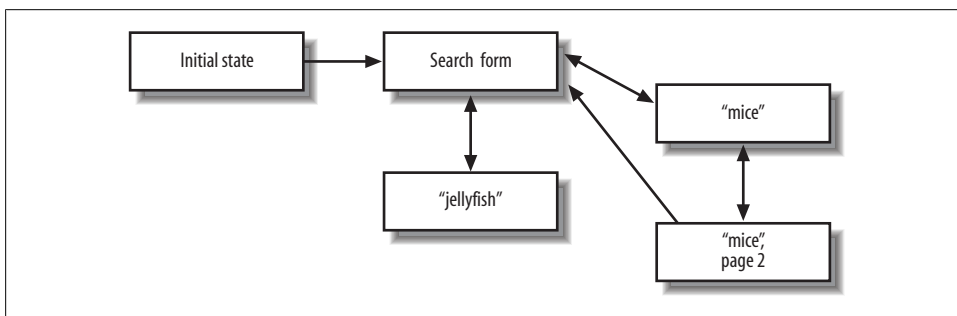 Initial state
Search form
“mice”
“jellyfish”
“mice”,
page 2